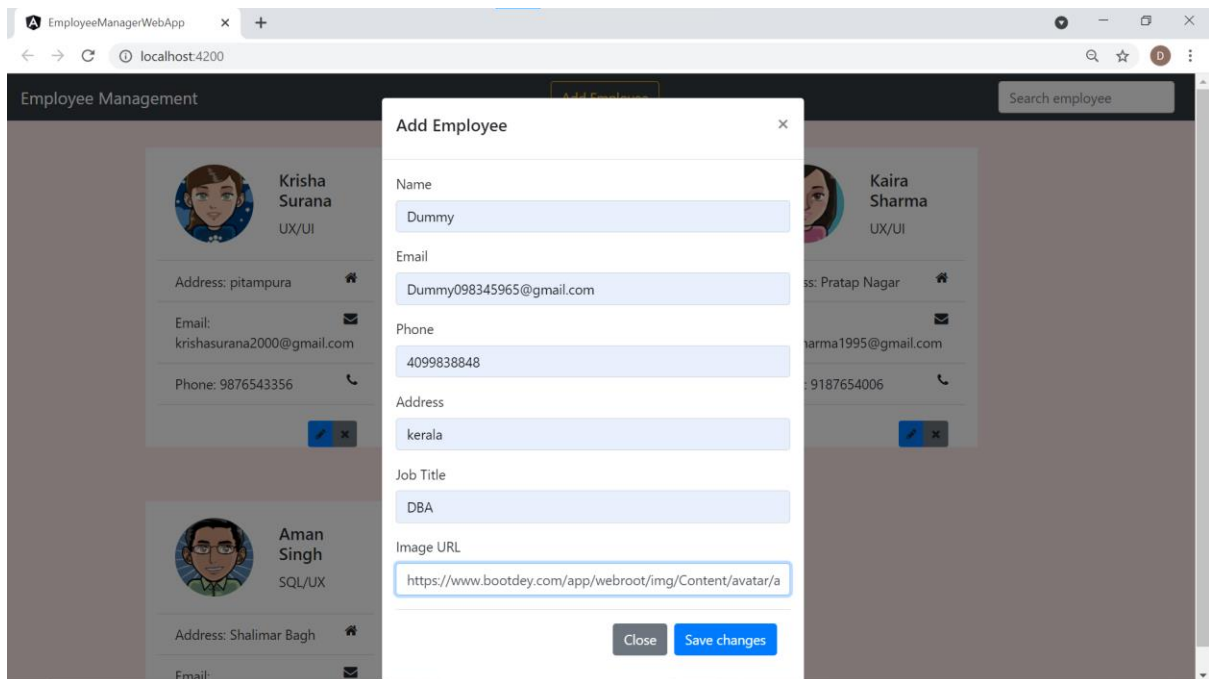 EmployeeManagerWebApp
localhost:4200
D
Employee Management
Add Employee
Search employee
Krisha
Surana
UX/UI
Address: pitampura
Email:
krishasurana2000@gmail.com
Phone: 9876543356
Aman
Singh
SQL/UX
Address: Shalimar Bagh
Email:
Add Employee
×
Name
Dummy
Email
Dummy098345965@gmail.com
Phone
4099838848
Address
kerala
Job Title
DBA
Image URL
https://www.bootdey.com/app/webroot/img/Content/avatar/a
Close
Save changes
Kaira
Sharma
UX/UI
ss: Pratap Nagar
harma1995@gmail.com
: 9187654006